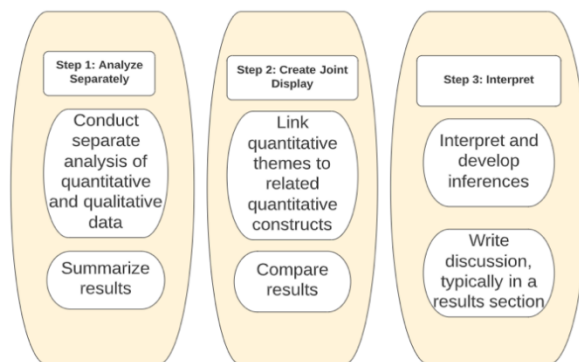 Step 1: Analyze
Separately
Conduct
separate
analysis of
quantitative
and qualitative
data
Summarize
results
Step 2: Create Joint
Display
Link
quantitative
themes to
related
quantitative
constructs
Compare
results
Step 3: Interpret
Interpret and
develop
inferences
Write
discussion,
typically in a
results section